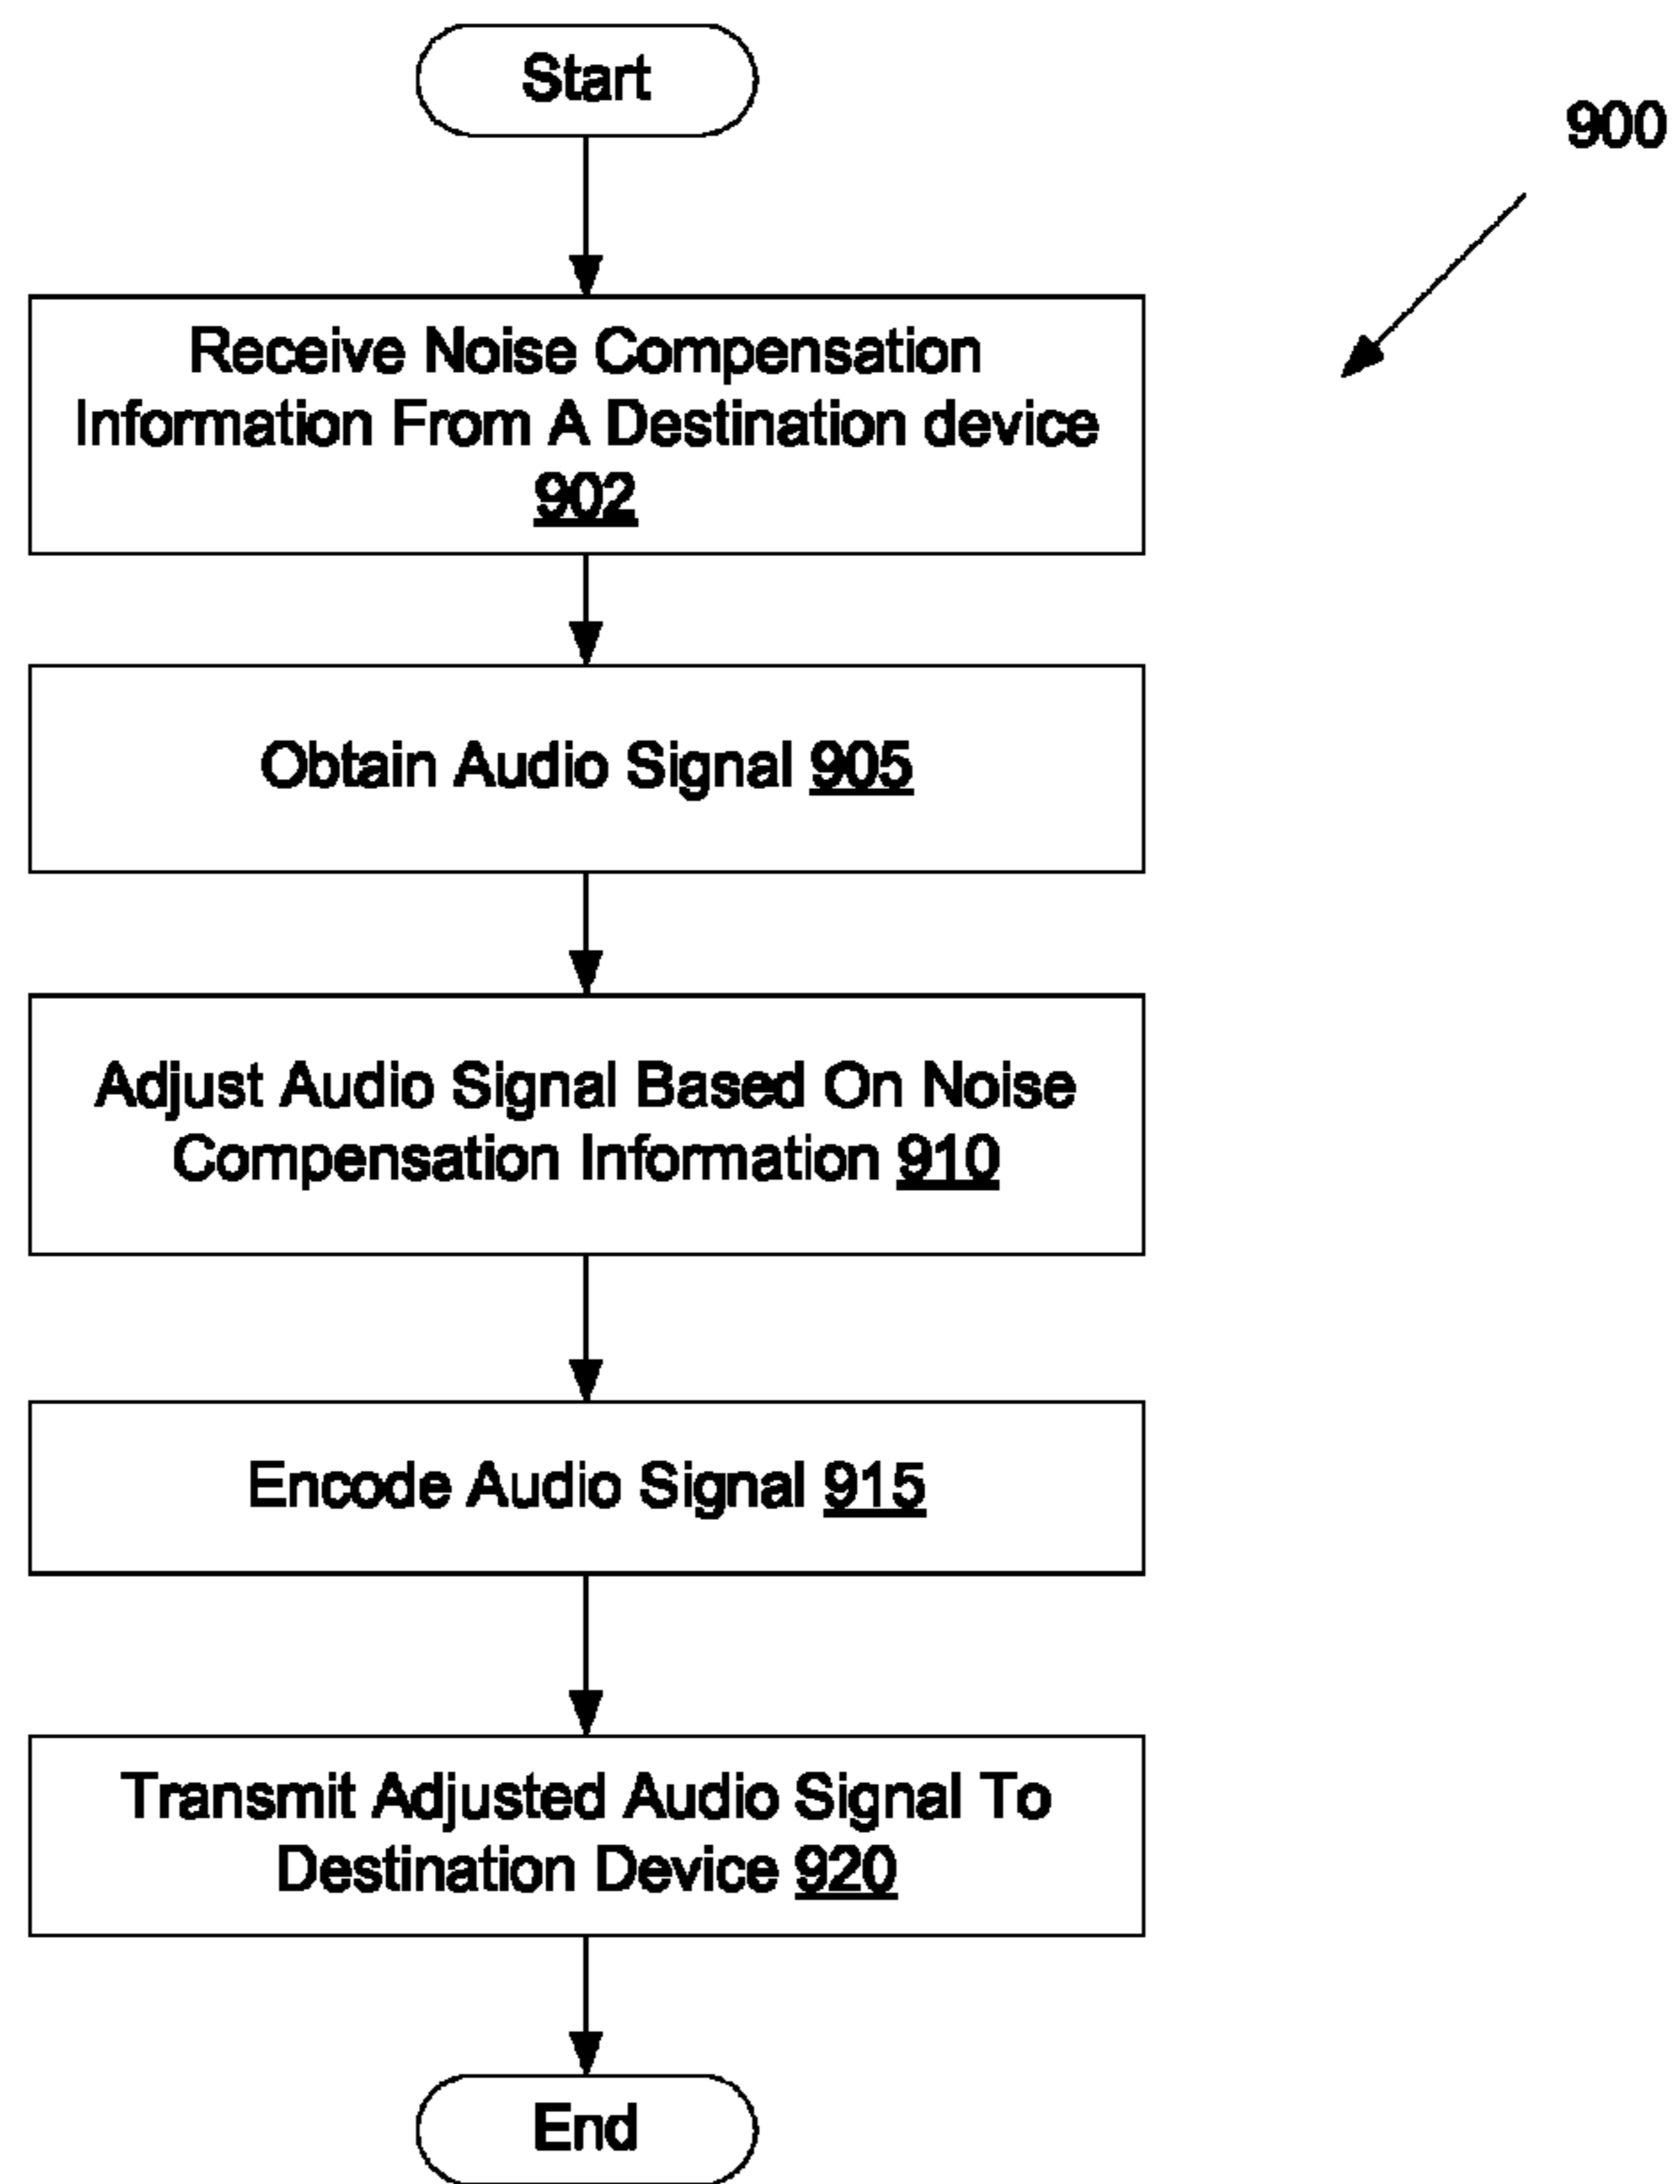 Start
900
Receive Noise Compensation
Information From A Destination device
902
Obtain Audio Signal 905
Adjust Audio Signal Based On Noise
Compensation Information 910
Encode Audio Signal 915
Transmit Adjusted Audio Signal To
Destination Device 920
End